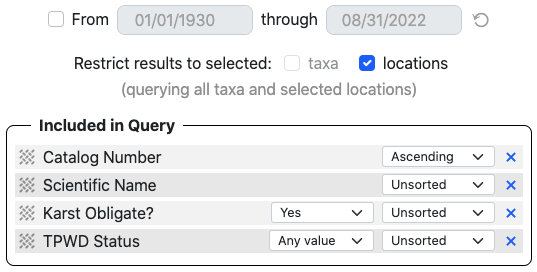 From 01/01/1930 through 08/31/2022
Restrict results to selected: taxa locations
(querying all taxa and selected locations)
Included in Query
Catalog Number Ascending
Scientific Name Unsorted
Karst Obligate? Yes Unsorted
TPWD Status Any value Unsorted